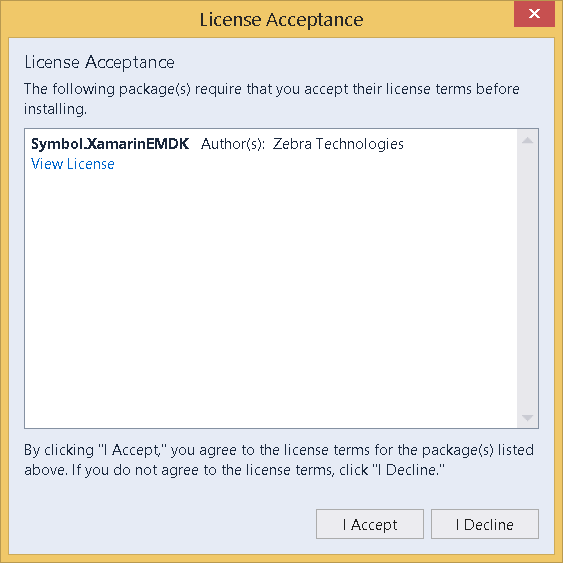 License Acceptance
License Acceptance
The following package(s) require that you accept their license terms before
installing.
Symbol.XamarinEMDK Author(s): Zebra Technologies
View License
By clicking "I Accept," you agree to the license terms for the package(s) listed
above. If you do not agree to the license terms, click "I Decline."
I Accept I Decline